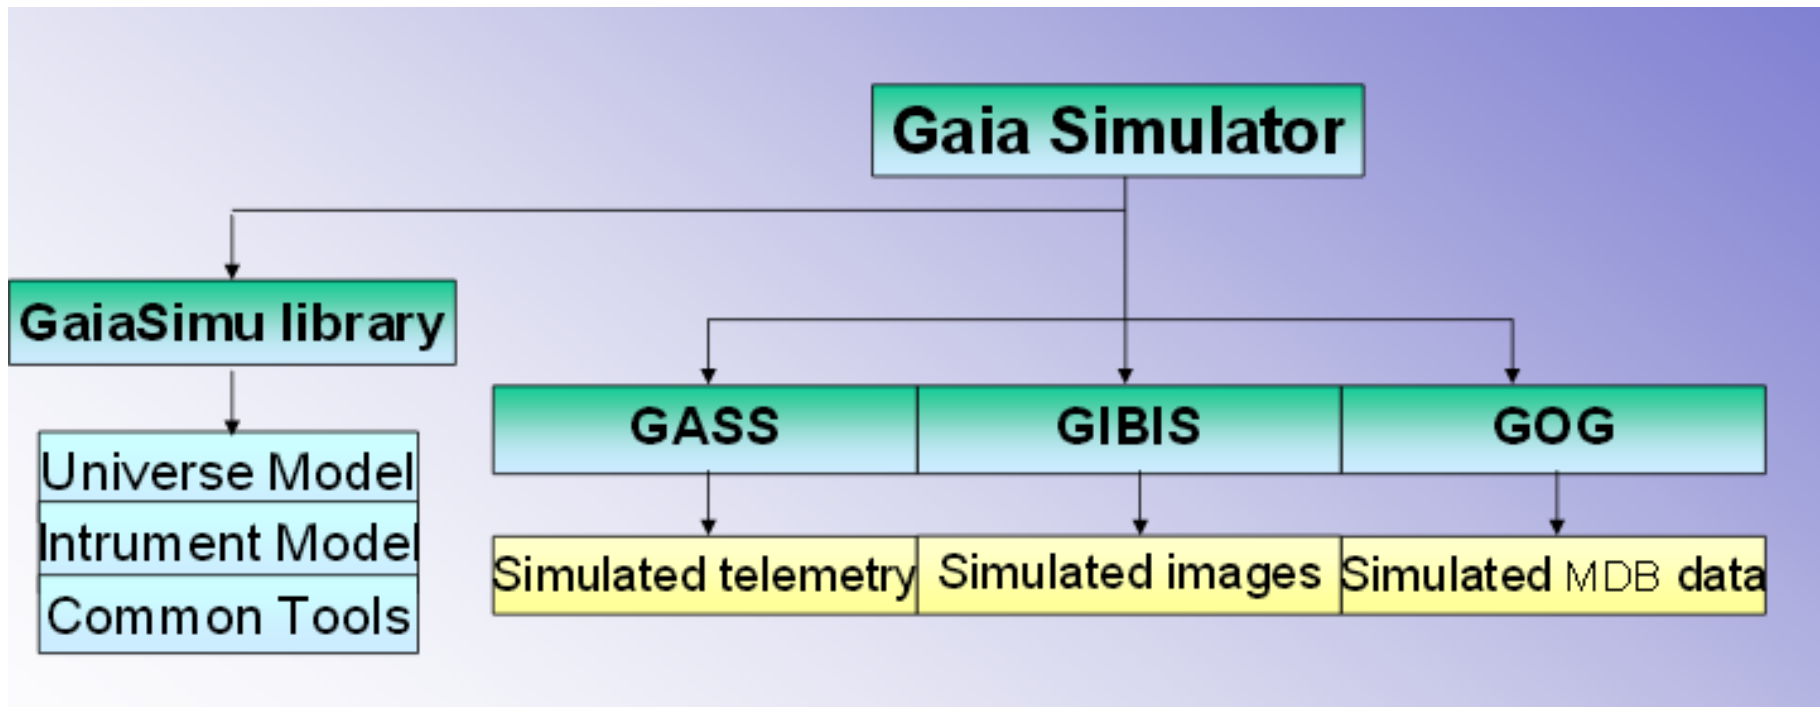 Gaia Simulator
GaiaSimu library
GASS
GIBIS
GOG
Universe Model
Intrument Model
Common Tools
Simulated telemetry
Simulated images
Simulated MDB data